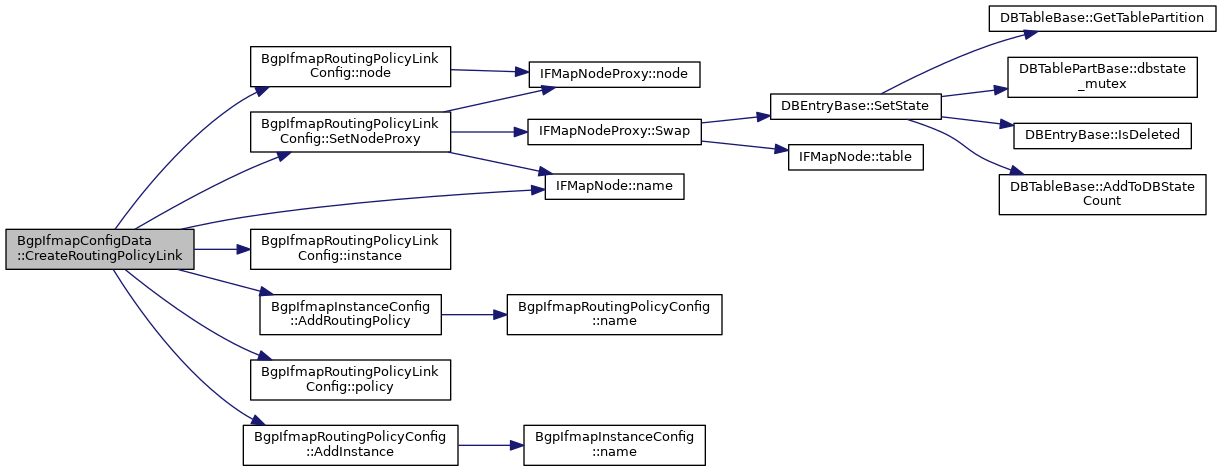 BgpIfmapConfigData
::CreateRoutingPolicyLink
BgpIfmapRoutingPolicyLink
Config::node
BgpIfmapRoutingPolicyLink
Config::SetNodeProxy
BgpIfmapRoutingPolicyLink
Config::instance
BgpIfmapInstanceConfig
::AddRoutingPolicy
BgpIfmapRoutingPolicyLink
Config::policy
BgpIfmapRoutingPolicyConfig
::AddInstance
IFMapNodeProxy::node
IFMapNodeProxy::Swap
IFMapNode::name
BgpIfmapRoutingPolicyConfig
::name
BgpIfmapInstanceConfig
::name
DBEntryBase::SetState
IFMapNode::table
DBTableBase::GetTablePartition
DBTablePartBase::dbstate
_mutex
DBEntryBase::IsDeleted
DBTableBase::AddToDBState
Count